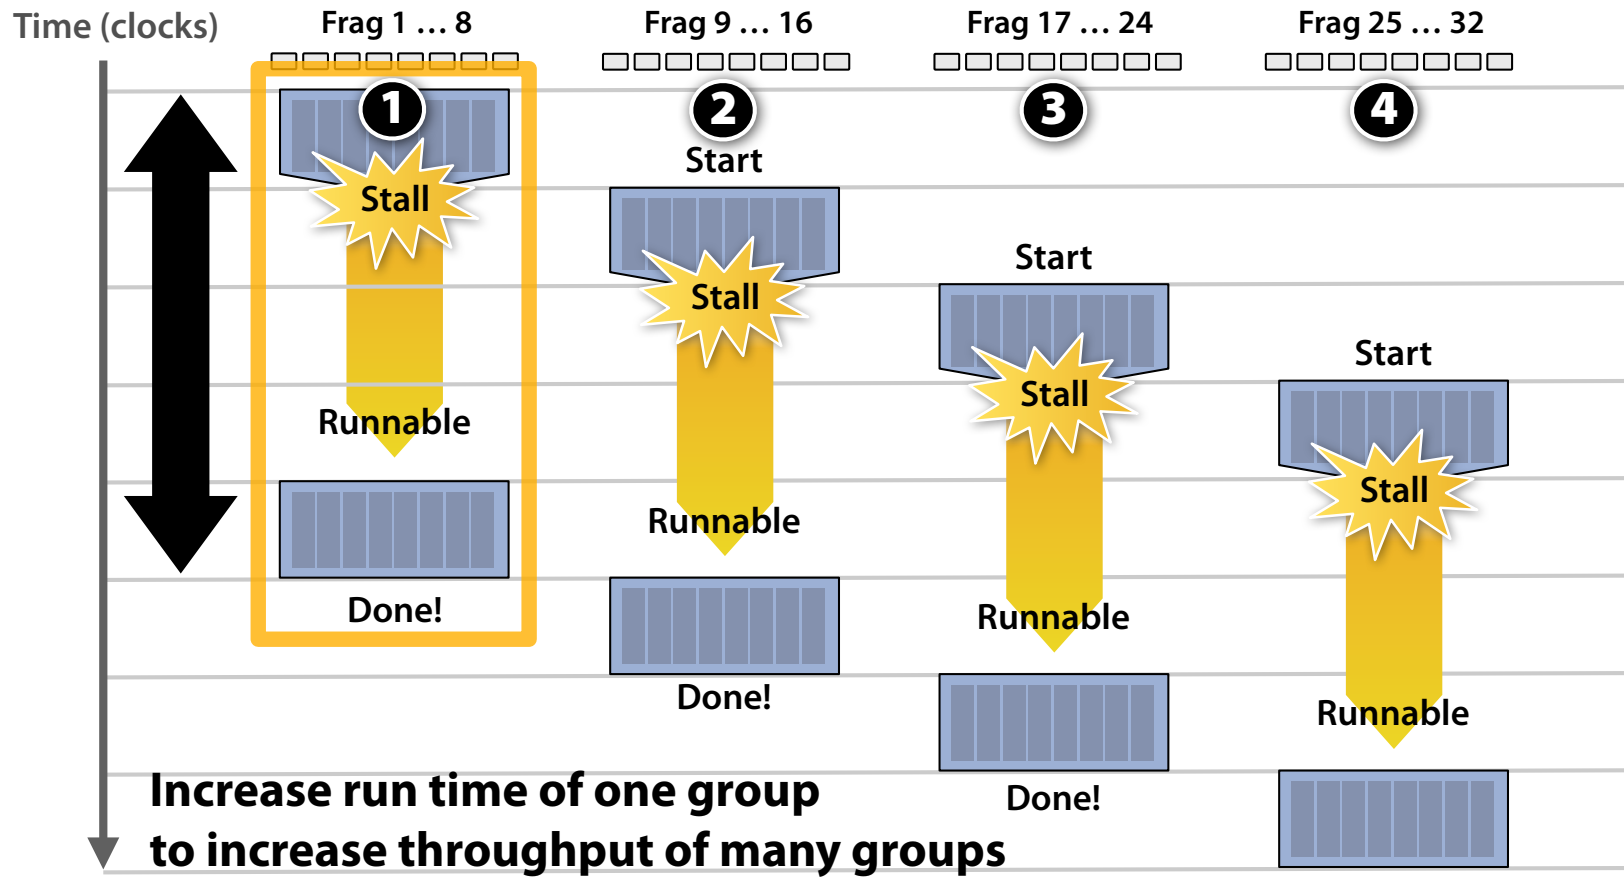 Time (clocks)
Frag 1 … 8
Frag 9 … 16
Frag 17 … 24
Frag 25 … 32
1
2
3
4
Start
Stall
Start
Stall
Start
Stall
Runnable
Stall
Runnable
Done!
Runnable
Done!
Runnable
Done!
Increase run time of one group
to increase throughput of many groups